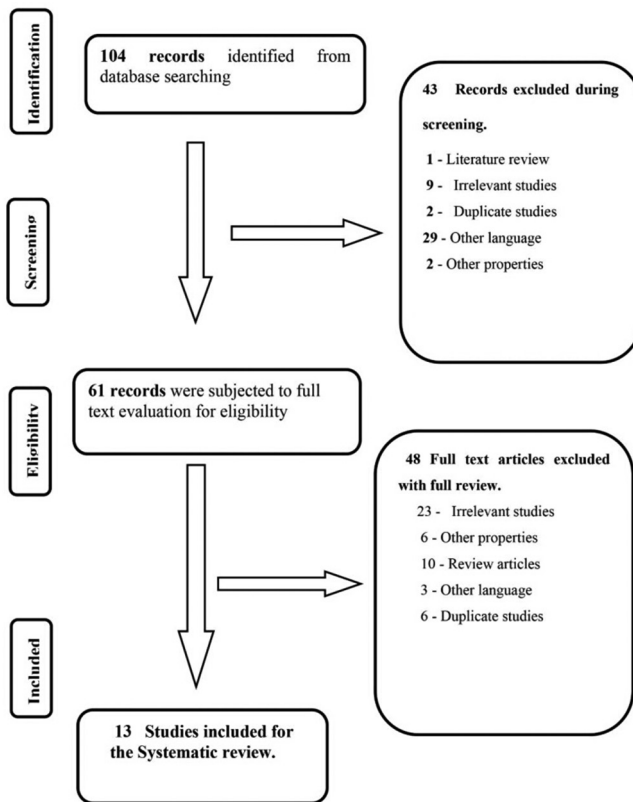 Identification
104 records identified from
database searching
43 Records excluded during
screening.
1 - Literature review
9 - Irrelevant studies
2 - Duplicate studies
29 - Other language
2 - Other properties
Screening
61 records were subjected to full
text evaluation for eligibility
Eligibility
48 Full text articles excluded
with full review.
23 - Irrelevant studies
6 - Other properties
10 - Review articles
3 - Other language
6 - Duplicate studies
Included
13 Studies included for
the Systematic review.